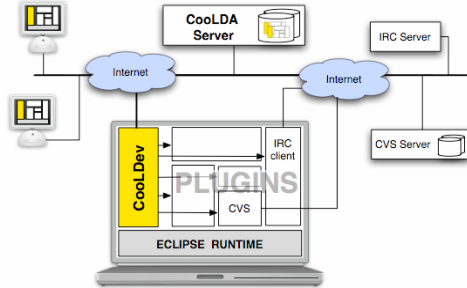 CooLDA
Server
IRC Server
Internet
Internet
CVS Server
CooLDev
IRC
client
PLUGINS
CVS
ECLIPSE RUNTIME